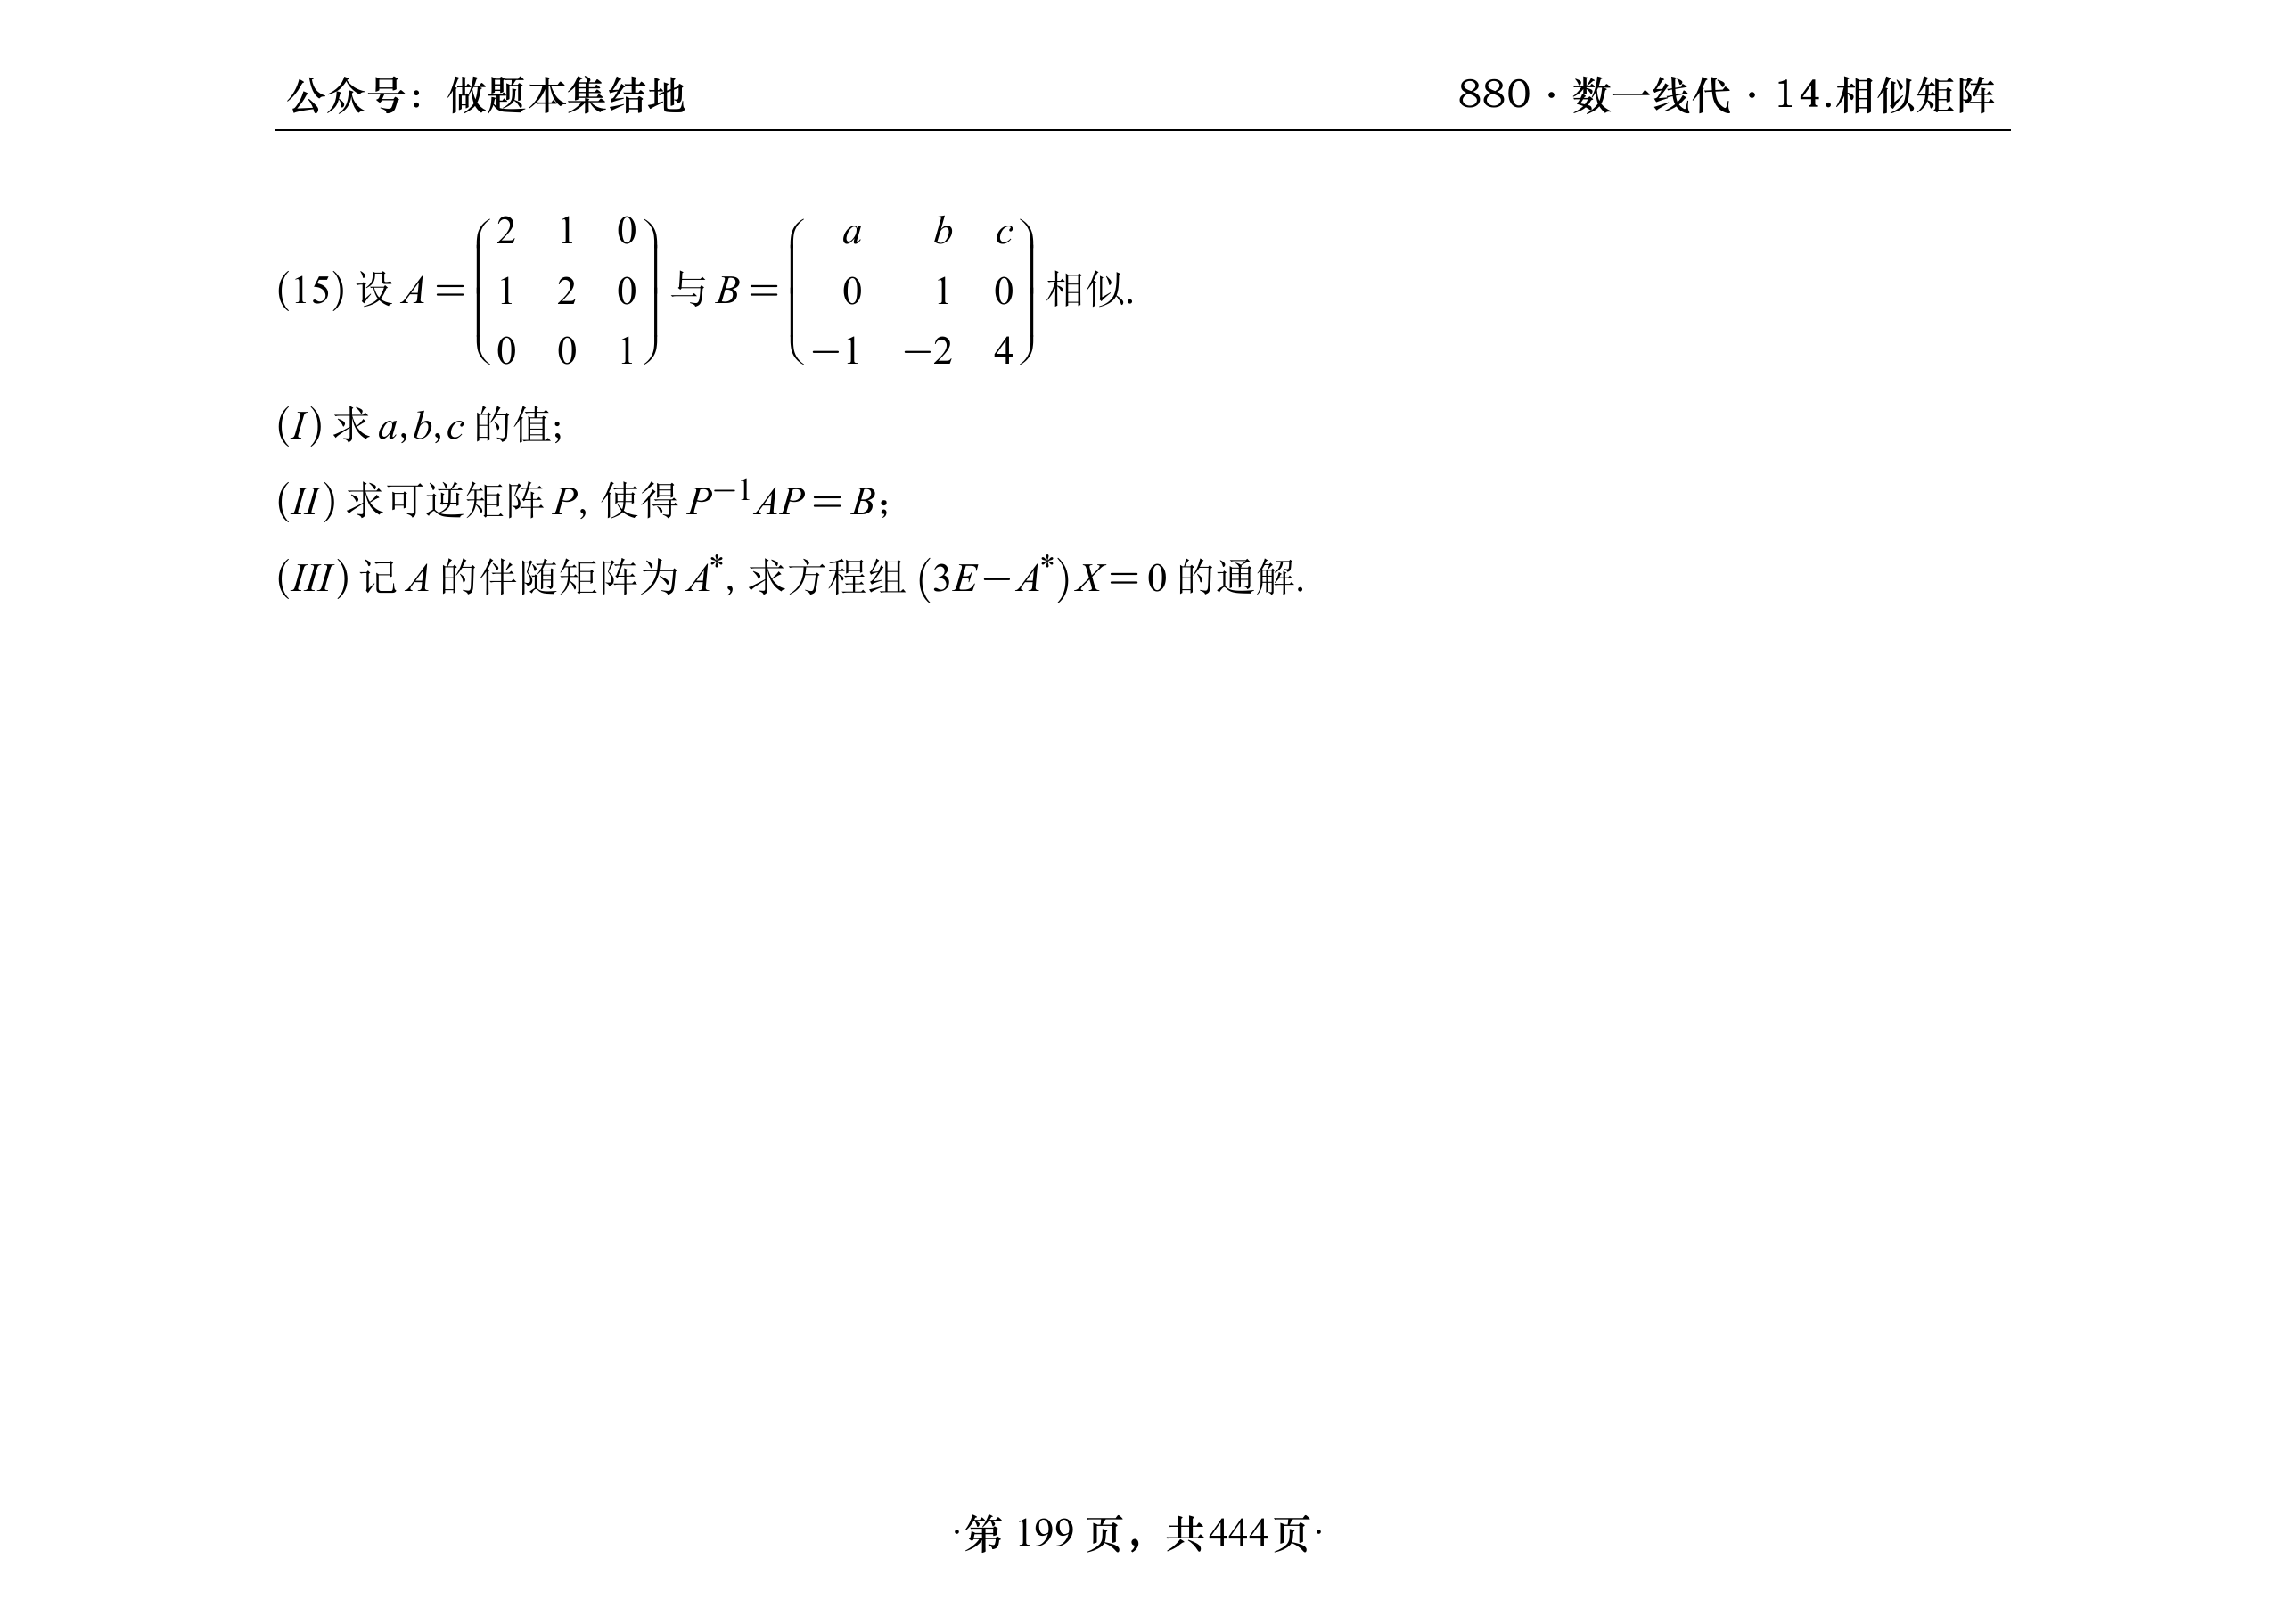 公众号：做题本集结地
880·数一线代·14.相似矩阵
(15) 设 A = \begin{pmatrix} 2 & 1 & 0 \\ 1 & 2 & 0 \\ 0 & 0 & 1 \end{pmatrix} 与 B = \begin{pmatrix} a & b & c \\ 0 & 1 & 0 \\ -1 & -2 & 4 \end{pmatrix} 相似.
(I) 求 a,b,c 的值;
(II) 求可逆矩阵 P, 使得 P^{-1}AP = B;
(III) 记 A 的伴随矩阵为 A^*, 求方程组 (3E-A^*)X = 0 的通解.
·第 199 页，共444页·